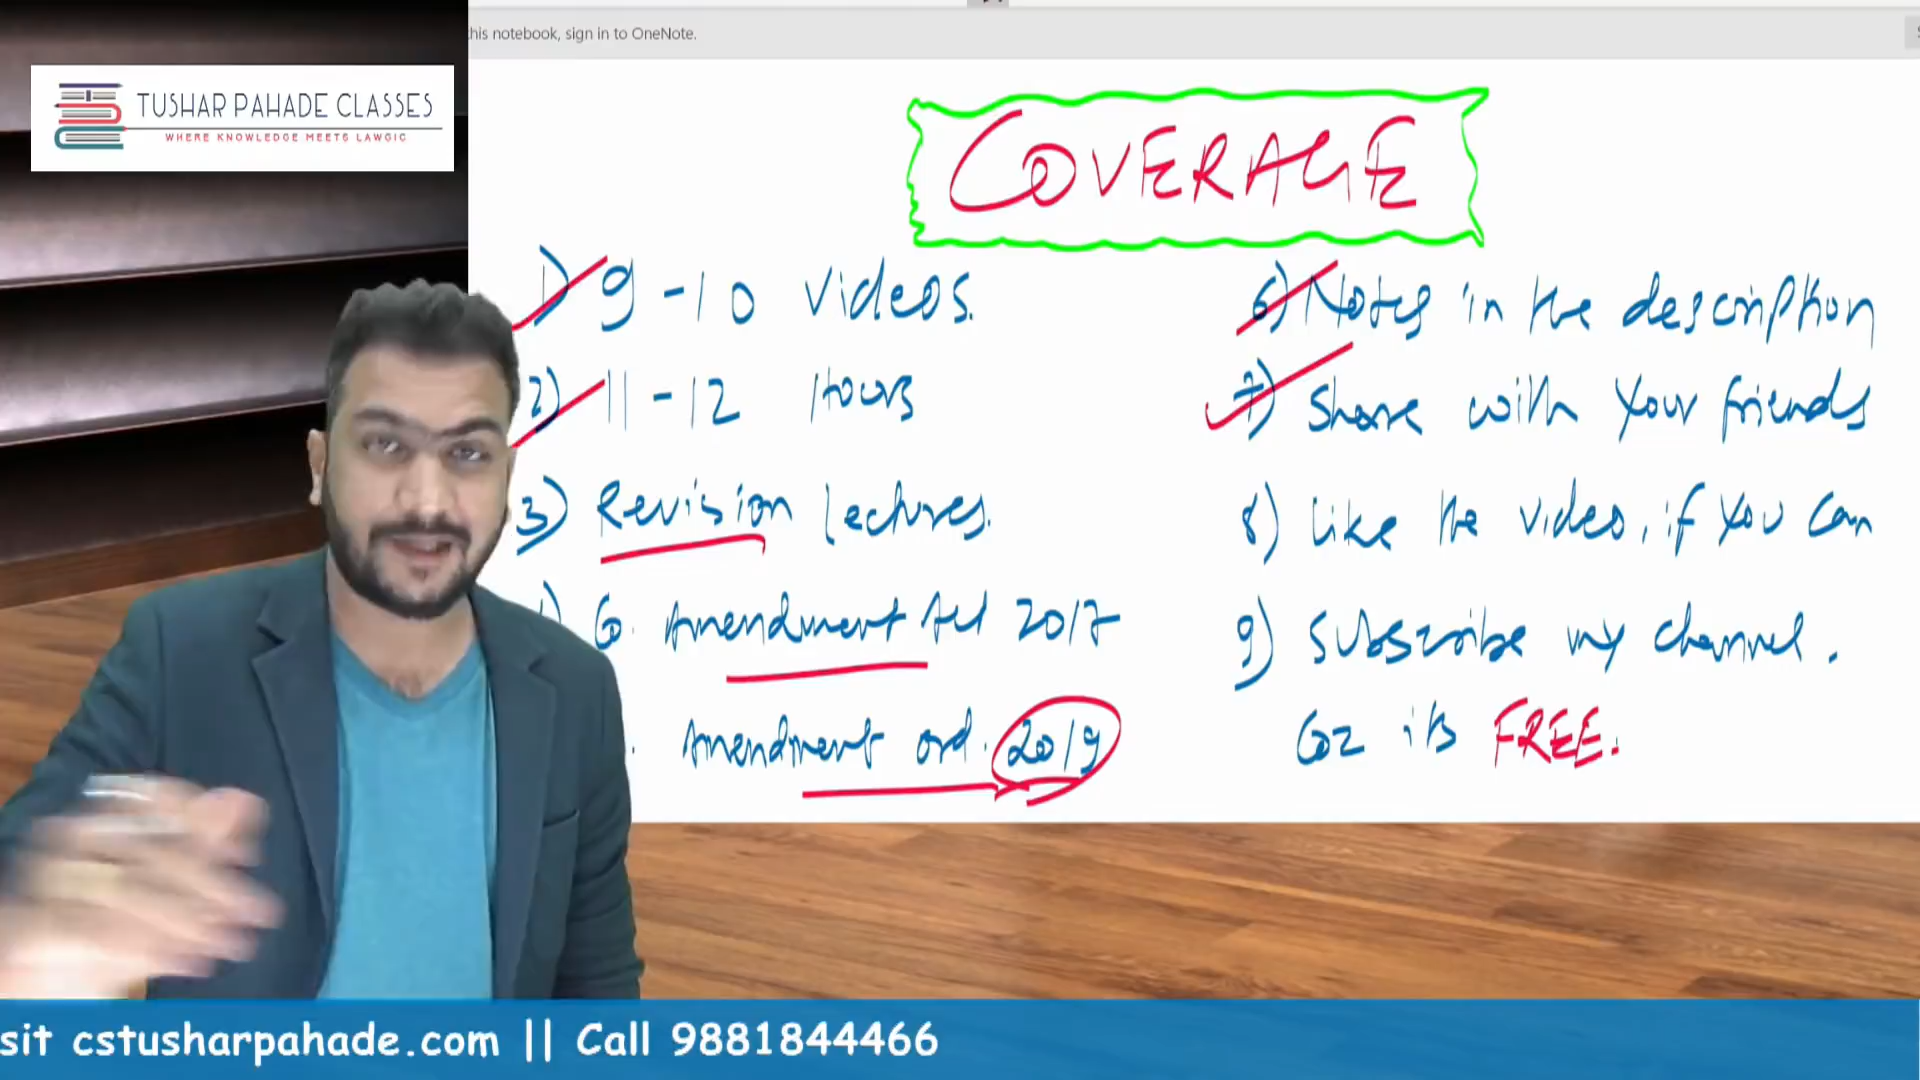 this notebook, sign in to OneNote.
TUSHAR PAHADE CLASSES
WHERE KNOWLEDGE MEETS LAWGIC
COVERAGE
1) 9-10 videos.
2) 11-12 Hours
3) Revision lectures.
Co. Amendment Act 2017
Amendment ord. 2019
6) Notes in the description
7) Share with your friends
8) Like the video, if you can
9) Subscribe my channel.
Coz its FREE.
sit cstusharpahade.com || Call 9881844466